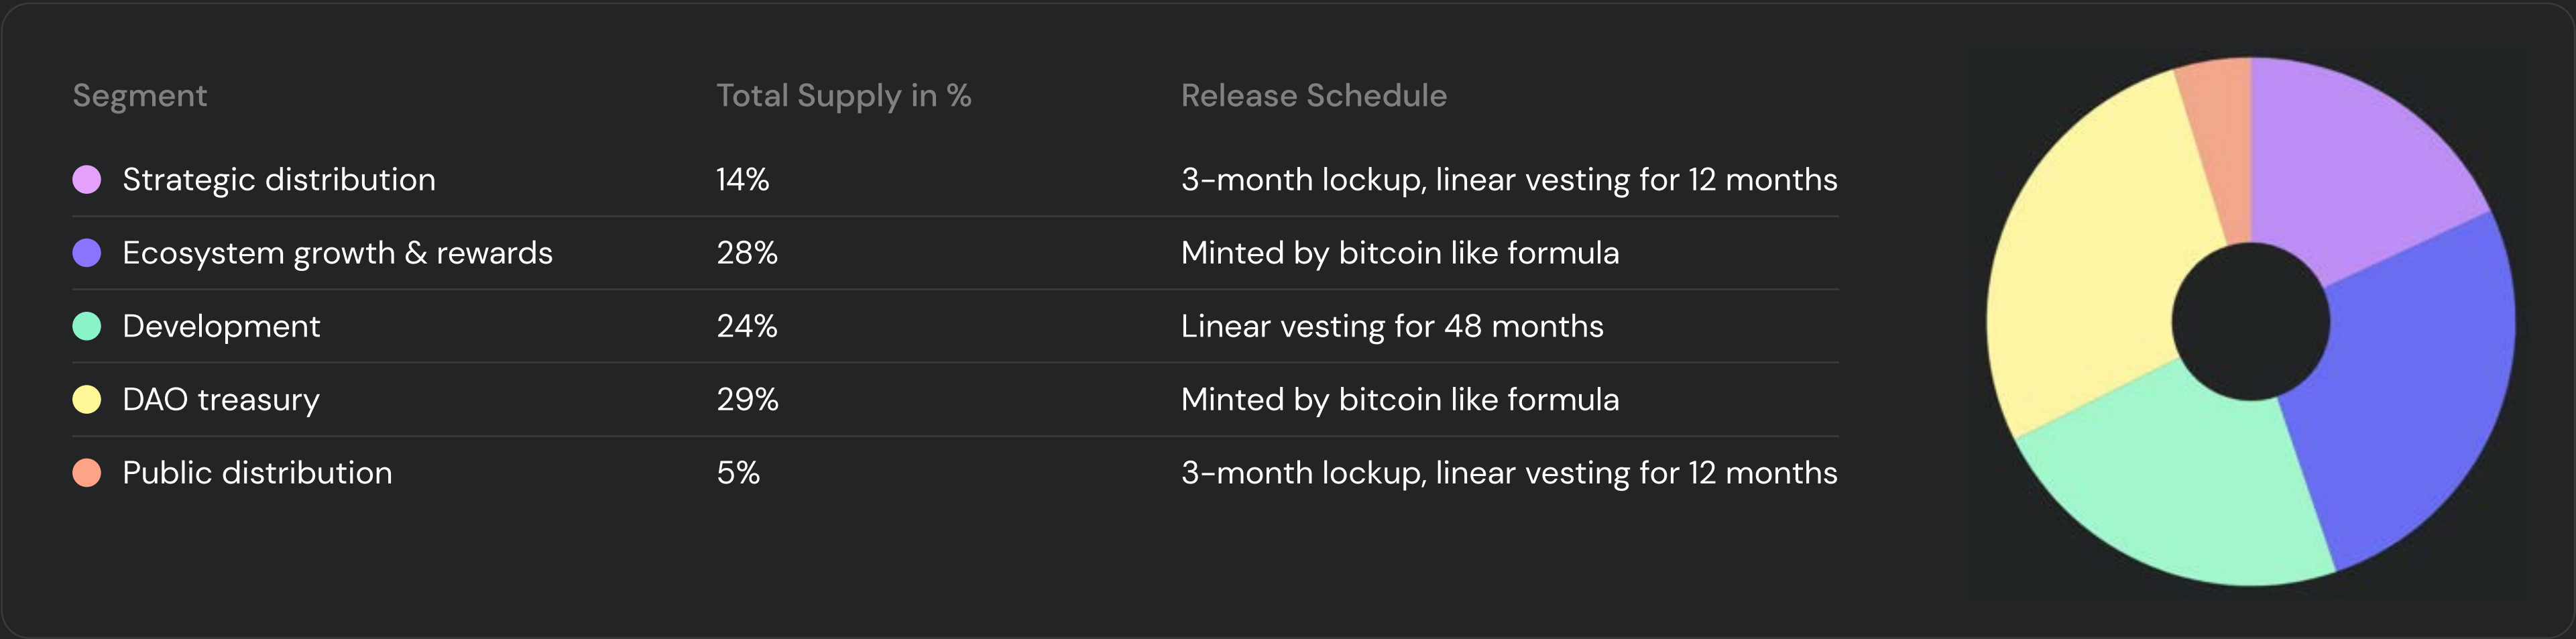 Segment Total Supply in % Release Schedule
Strategic distribution 14% 3-month lockup, linear vesting for 12 months
Ecosystem growth & rewards 28% Minted by bitcoin like formula
Development 24% Linear vesting for 48 months
DAO treasury 29% Minted by bitcoin like formula
Public distribution 5% 3-month lockup, linear vesting for 12 months